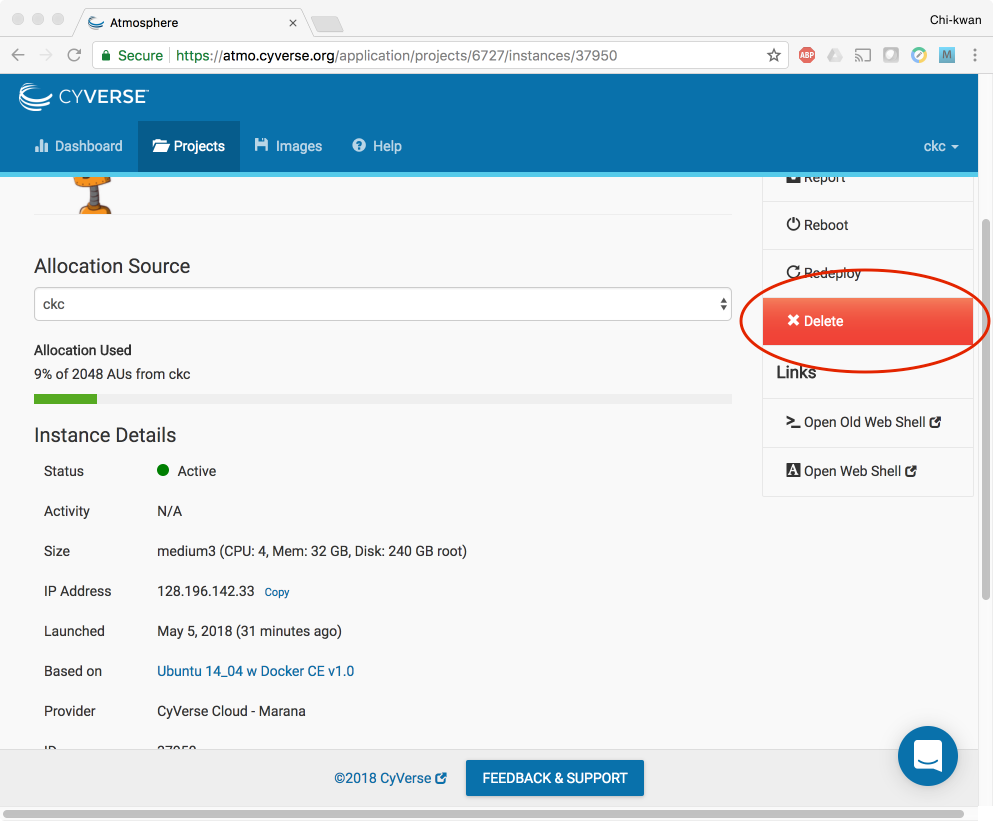 Atmosphere
Chi-kwan
Secure https://atmo.cyverse.org/application/projects/6727/instances/37950
ABP
M
CYVERSE™
Dashboard Projects Images Help ckc
Report
Reboot
Redeploy
Delete
Links
Open Old Web Shell
Open Web Shell
Allocation Source
ckc
Allocation Used
9% of 2048 AUs from ckc
Instance Details
Status Active
Activity N/A
Size medium3 (CPU: 4, Mem: 32 GB, Disk: 240 GB root)
IP Address 128.196.142.33 Copy
Launched May 5, 2018 (31 minutes ago)
Based on Ubuntu 14_04 w Docker CE v1.0
Provider CyVerse Cloud - Marana
ID 37950
©2018 CyVerse FEEDBACK & SUPPORT